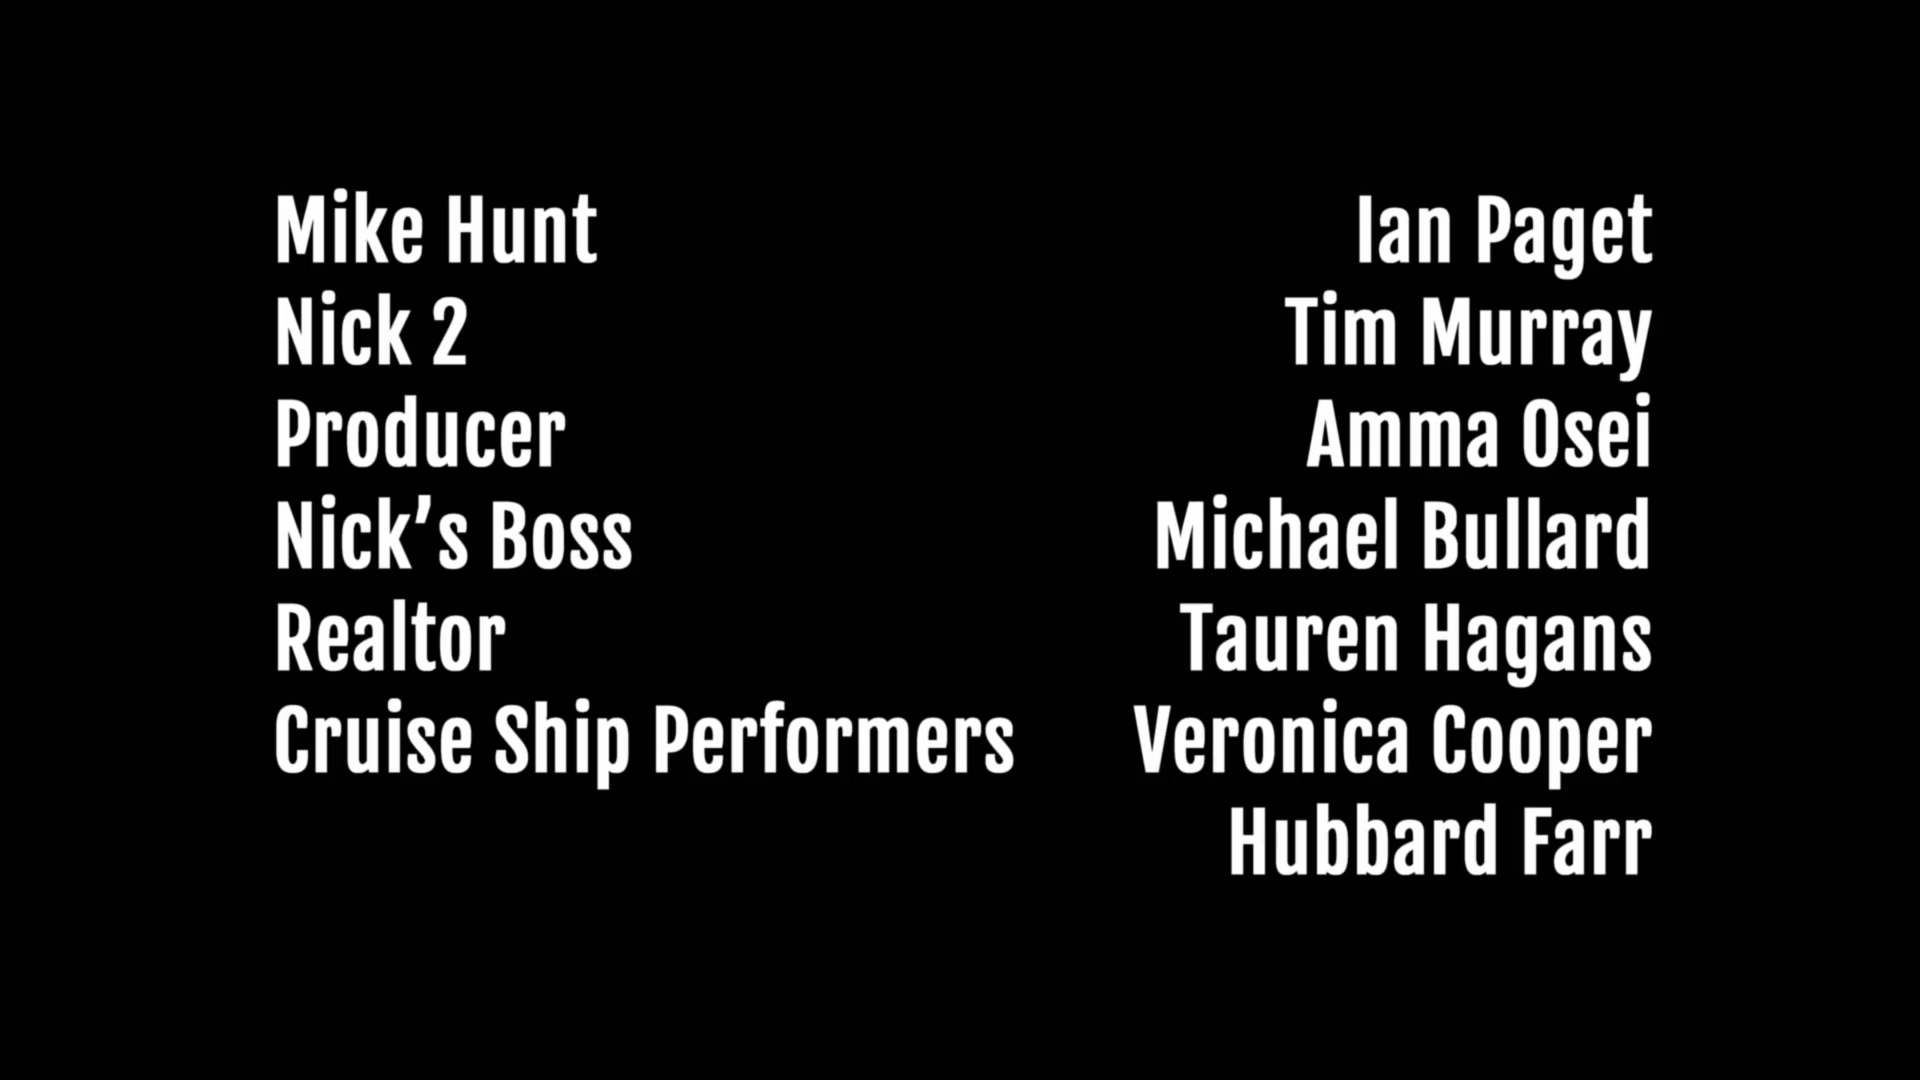 Mike Hunt Ian Paget
Nick 2 Tim Murray
Producer Amma Osei
Nick’s Boss Michael Bullard
Realtor Tauren Hagans
Cruise Ship Performers Veronica Cooper
Hubbard Farr